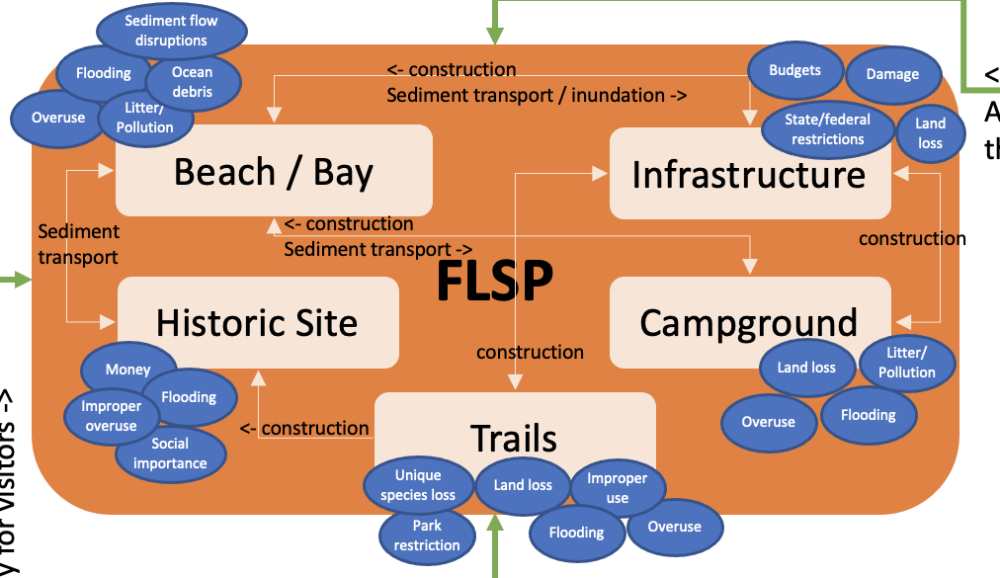 Sediment flow
disruptions
Flooding
Ocean
debris
Overuse
Litter/
Pollution
<- construction
Sediment transport / inundation ->
Budgets
Damage
State/federal
restrictions
Land
loss
<
A
th
Beach / Bay
Infrastructure
<- construction
Sediment transport ->
Sediment
transport
construction
FLSP
Historic Site
Campground
construction
Money
Flooding
Improper
overuse
Social
importance
<- construction
Trails
Land loss
Litter/
Pollution
Overuse
Flooding
Unique
species loss
Land loss
Improper
use
Park
restriction
Flooding
Overuse
y for visitors ->